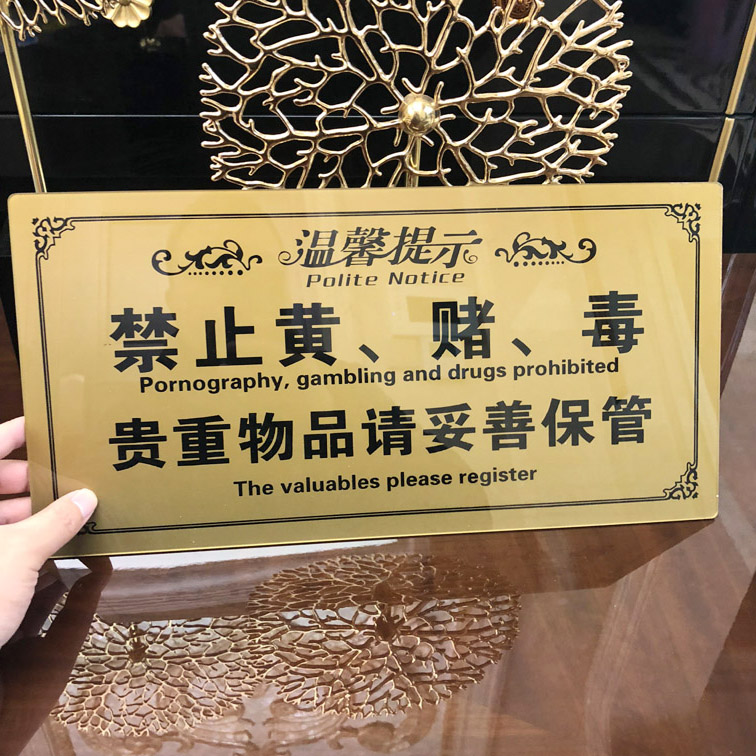 温馨提示
Polite Notice
禁止黄、赌、毒
Pornography, gambling and drugs prohibited
贵重物品请妥善保管
The valuables please register